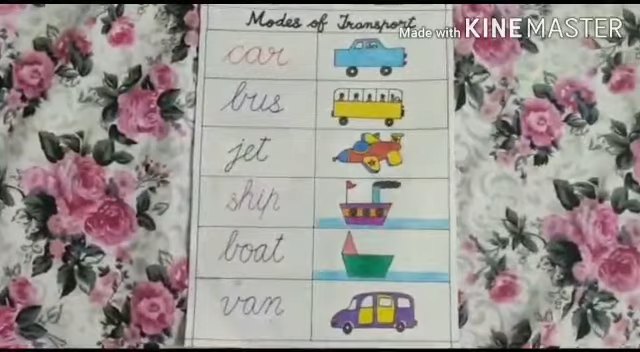 Modes of Transport
Made with KINEMASTER
car
bus
jet
ship
boat
van